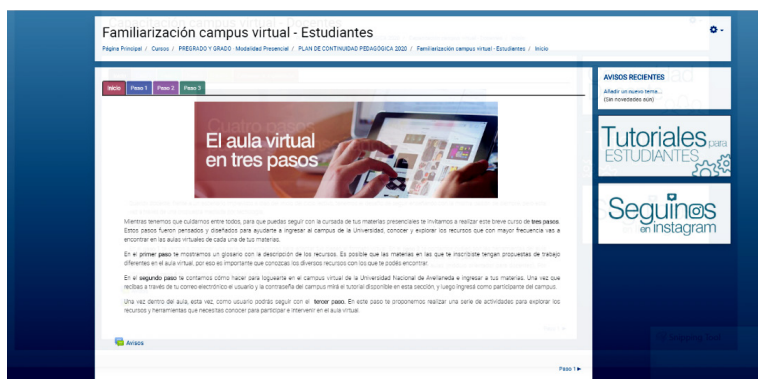 Familiarización campus virtual - Estudiantes
Página Principal / Cursos / PREGRADO Y GRADO · Modalidad Presencial / PLAN DE CONTINUIDAD PEDAGOGICA 2020 / Familiarización campus virtual - Estudiantes / Inicio
Inicio Paso 1 Paso 2 Paso 3
El aula virtual
en tres pasos
Mientras tenemos que cuidarnos entre todos, para que puedas seguir con la cursada de tus materias presenciales te invitamos a realizar este breve curso de tres pasos.
Estos pasos fueron pensados y diseñados para ayudarte a ingresar al campus de la Universidad, conocer y explorar los recursos que con mayor frecuencia vas a
encontrar en las aulas virtuales de cada una de tus materias.
En el primer paso te mostramos un glosario con la descripción de los recursos. Es posible que las materias en las que te inscribiste tengan propuestas de trabajo
diferentes en el aula virtual, por eso es importante que conozcas los diversos recursos con los que te podés encontrar.
En el segundo paso te contamos cómo hacer para loguearte en el campus virtual de la Universidad Nacional de Avellaneda e ingresar a tus materias. Una vez que
recibas a través de tu correo electrónico el usuario y la contraseña del campus mirá el tutorial disponible en esta sección, y luego ingresá como participante del campus.
Una vez dentro del aula, esta vez, como usuario podrás seguir con el tercer paso. En este paso te proponemos realizar una serie de actividades para explorar los
recursos y herramientas que necesitas conocer para participar e intervenir en el aula virtual.
Avisos
Paso 1 ►
AVISOS RECIENTES
Añadir un nuevo tema...
(Sin novedades aún)
Tutoriales para
ESTUDIANTES
Seguinos
en instagram